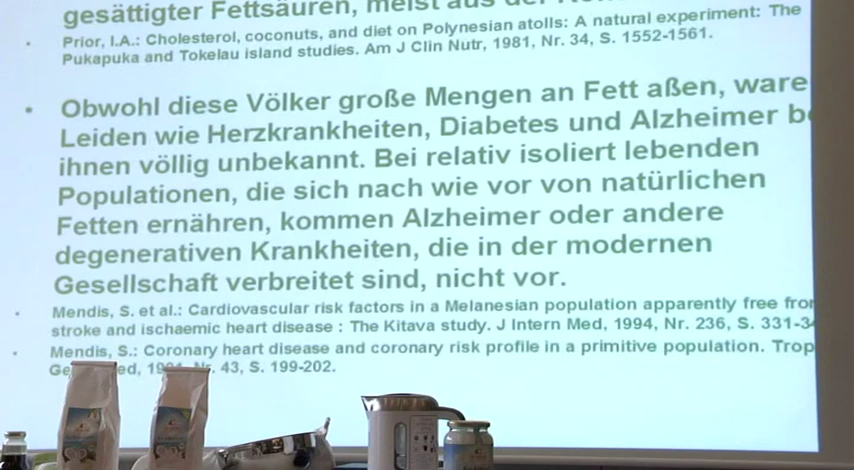 gesättigter Fettsäuren, meist aus der
Prior, I.A.: Cholesterol, coconuts, and diet on Polynesian atolls: A natural experiment: The
Pukapuka and Tokelau island studies. Am J Clin Nutr, 1981, Nr. 34, S. 1552-1561.
Obwohl diese Völker große Mengen an Fett aßen, ware
Leiden wie Herzkrankheiten, Diabetes und Alzheimer b
ihnen völlig unbekannt. Bei relativ isoliert lebenden
Populationen, die sich nach wie vor von natürlichen
Fetten ernähren, kommen Alzheimer oder andere
degenerativen Krankheiten, die in der modernen
Gesellschaft verbreitet sind, nicht vor.
Mendis, S. et al.: Cardiovascular risk factors in a Melanesian population apparently free from
stroke and ischaemic heart disease : The Kitava study. J Intern Med, 1994, Nr. 236, S. 331-3
Mendis, S.: Coronary heart disease and coronary risk profile in a primitive population. Trop
Ge ed, 19 Nr. 43, S. 199-202.